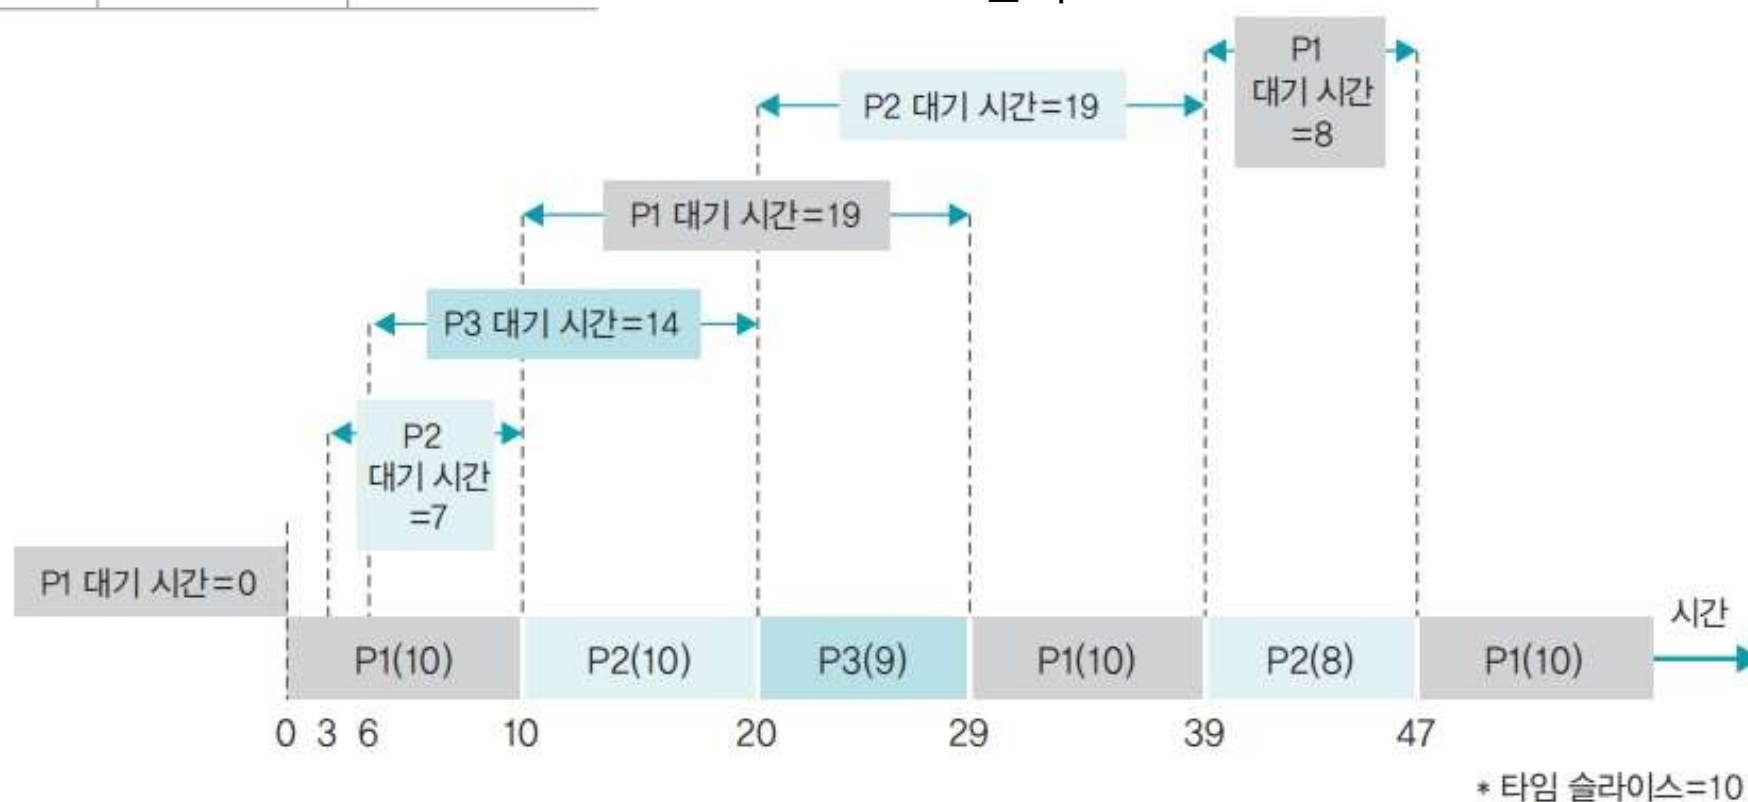 P1
대기 시간
=8
P2 대기 시간=19
P1 대기 시간=19
P3 대기 시간=14
P2
대기 시간
=7
P1 대기 시간=0
시간
P1(10) P2(10) P3(9) P1(10) P2(8) P1(10)
0 3 6 10 20 29 39 47
* 타임 슬라이스=10